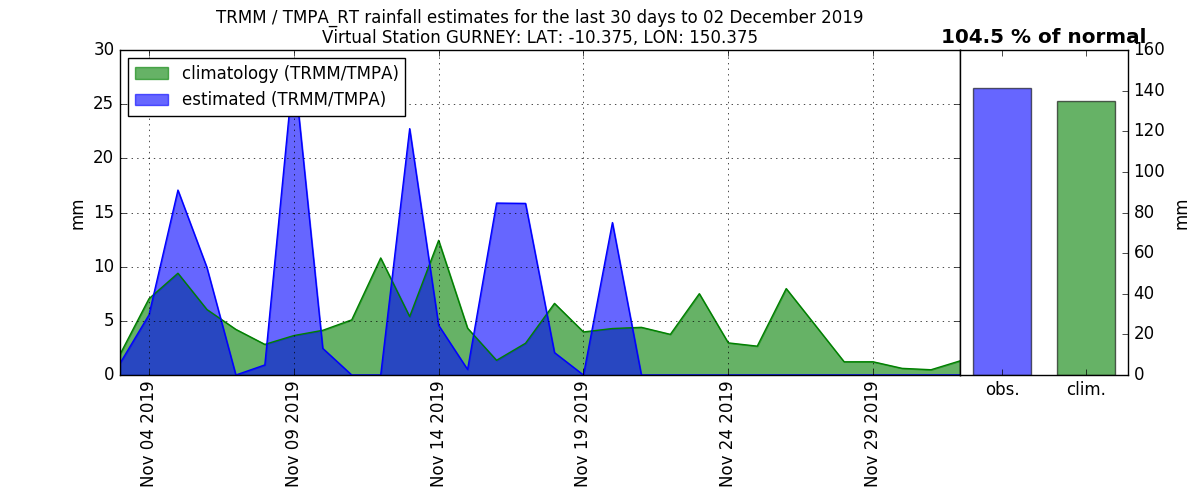 TRMM / TMPA_RT rainfall estimates for the last 30 days to 02 December 2019
Virtual Station GURNEY: LAT: -10.375, LON: 150.375
104.5 % of normal
climatology (TRMM/TMPA)
estimated (TRMM/TMPA)
30
25
20
15
10
5
0
mm
Nov 04 2019
Nov 09 2019
Nov 14 2019
Nov 19 2019
Nov 24 2019
Nov 29 2019
160
140
120
100
80
60
40
20
0
mm
obs.
clim.